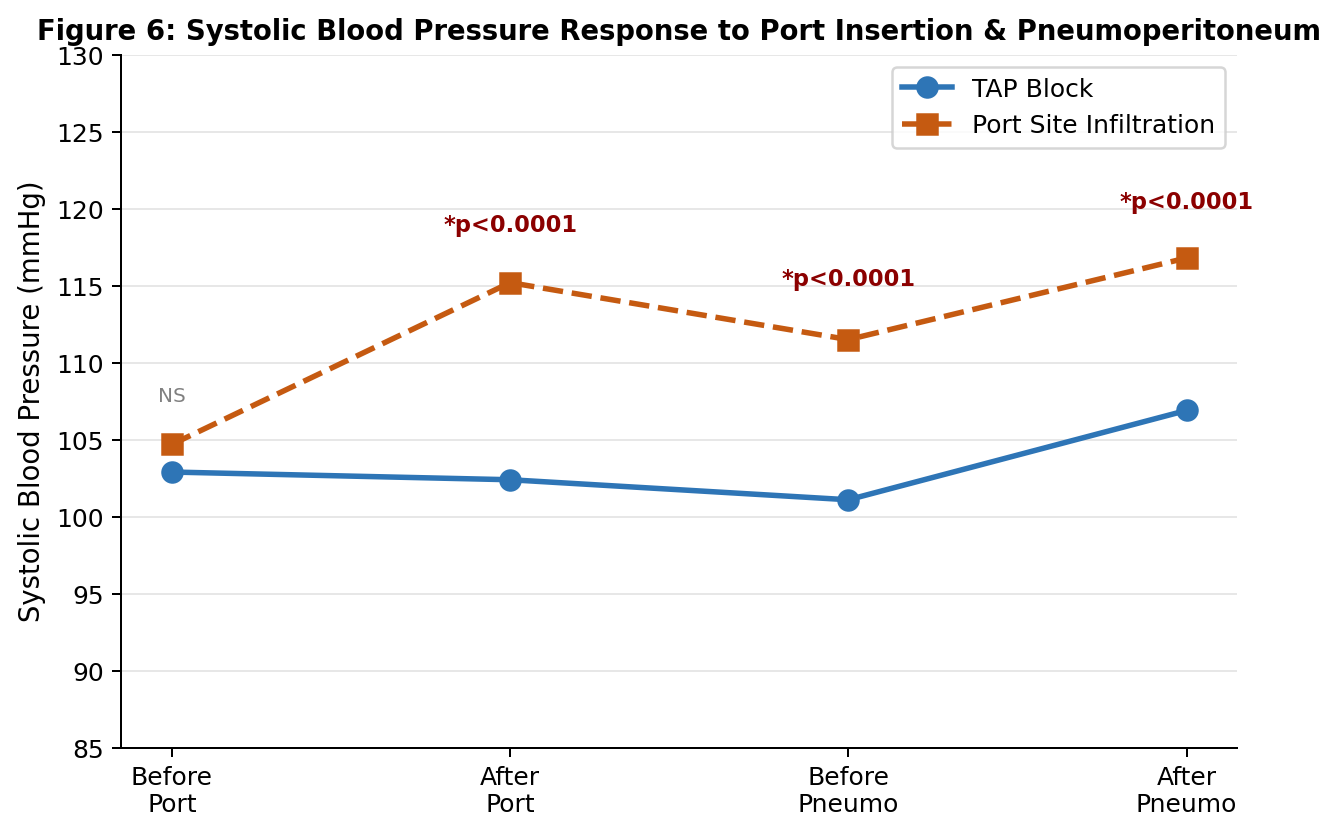 Figure 6: Systolic Blood Pressure Response to Port Insertion & Pneumoperitoneum
130
125
120
115
110
105
100
95
90
85
Systolic Blood Pressure (mmHg)
TAP Block
Port Site Infiltration
NS
*p<0.0001
*p<0.0001
*p<0.0001
Before
Port
After
Port
Before
Pneumo
After
Pneumo